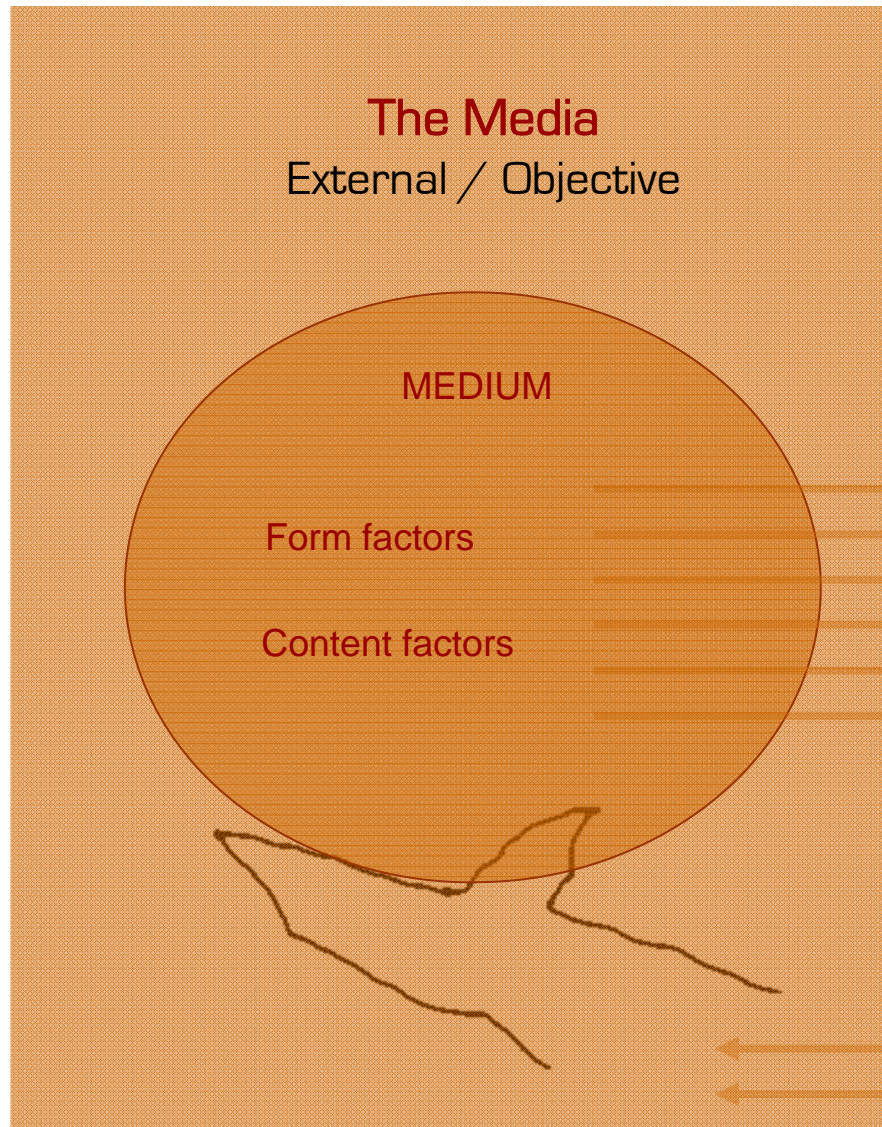 The Media
External / Objective
MEDIUM
Form factors
Content factors